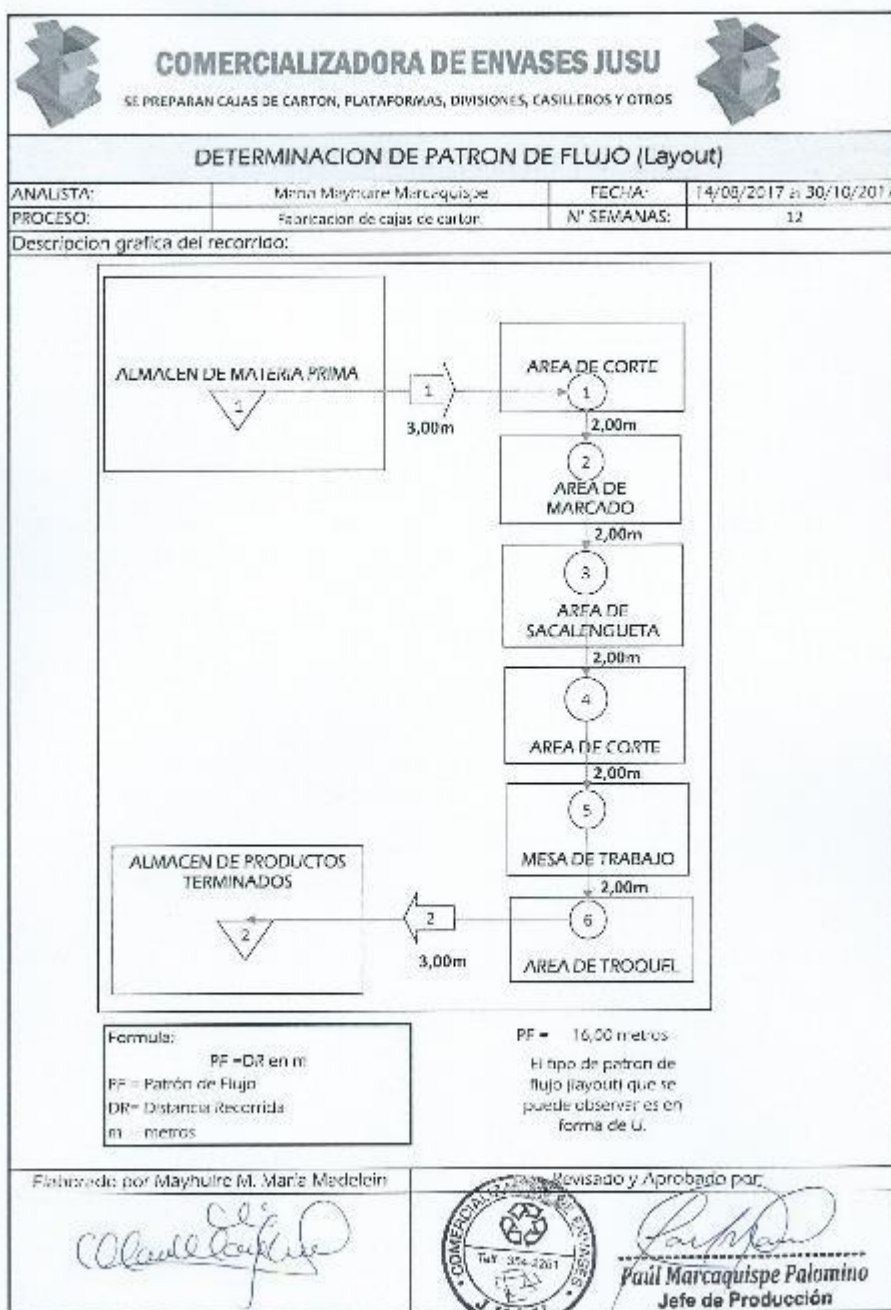 COMERCIALIZADORA DE ENVASES JUSU
SE PREPARAN CAJAS DE CARTON, PLATAFORMAS, DIVISIONES, CASILLEROS Y OTROS
DETERMINACION DE PATRON DE FLUJO (Layout)
ANALISTA: Maria Mayhuire Marcaquispe FECHA: 14/08/2017 a 30/10/2017
PROCESO: Fabricacion de cajas de carton N° SEMANAS: 12
Descripcion grafica del recorrido:
ALMACEN DE MATERIA PRIMA
1
1
3,00m
AREA DE CORTE
1
2,00m
2
AREA DE
MARCADO
2,00m
3
AREA DE
SACALENGUETA
2,00m
4
AREA DE CORTE
2,00m
5
MESA DE TRABAJO
2,00m
6
AREA DE TROQUEL
2
3,00m
ALMACEN DE PRODUCTOS
TERMINADOS
2
Formula:
PF =DR en m
PF = Patrón de Flujo
DR= Distancia Recorrida
m = metros
PF = 16,00 metros
El tipo de patron de
flujo (layout) que se
puede observar es en
forma de U.
Elaborado por Mayhuire M. Maria Madelein
Revisado y Aprobado por:
COMERCIALIZADORA DE ENVASES
Paúl Marcaquispe Palomino
Jefe de Producción